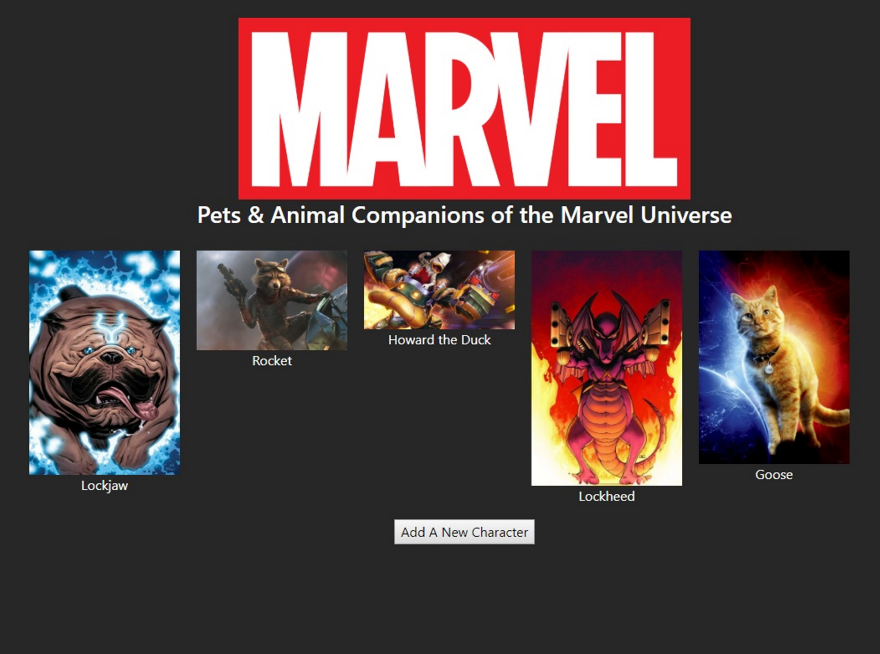 MARVEL
Pets & Animal Companions of the Marvel Universe
Lockjaw
Rocket
Howard the Duck
Lockheed
Goose
Add A New Character